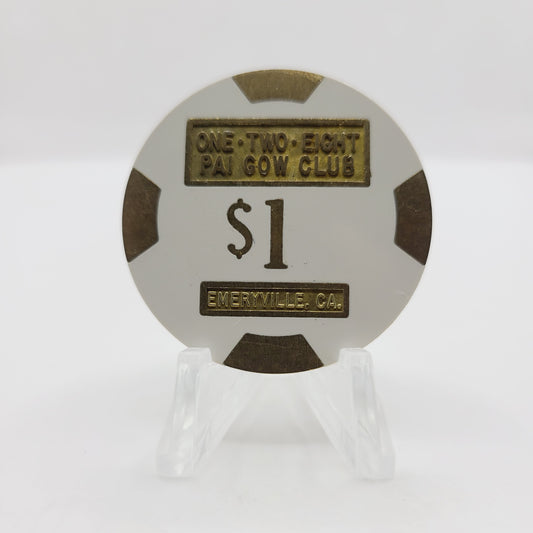 ONE·TWO·EIGHT
PAI GOW CLUB
$1
EMERYVILLE, CA.